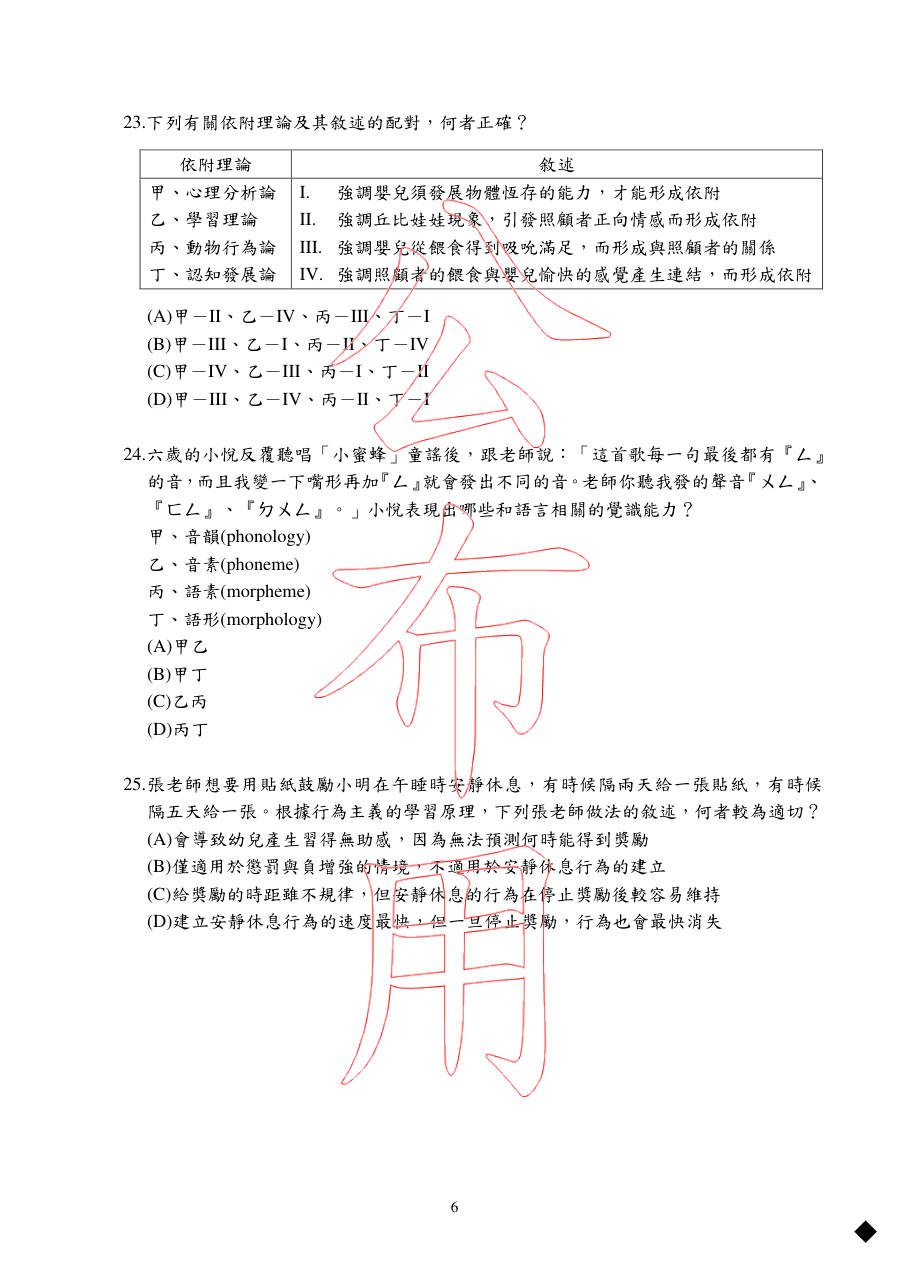 23.下列有關依附理論及其敘述的配對，何者正確？
依附理論 敘述
甲、心理分析論 I. 強調嬰兒須發展物體恆存的能力，才能形成依附
乙、學習理論 II. 強調丘比娃娃現象，引發照顧者正向情感而形成依附
丙、動物行為論 III. 強調嬰兒從餵食得到吸吮滿足，而形成與照顧者的關係
丁、認知發展論 IV. 強調照顧者的餵食與嬰兒愉快的感覺產生連結，而形成依附
(A)甲－II、乙－IV、丙－III、丁－I
(B)甲－III、乙－I、丙－II、丁－IV
(C)甲－IV、乙－III、丙－I、丁－II
(D)甲－III、乙－IV、丙－II、丁－I
24.六歲的小悅反覆聽唱「小蜜蜂」童謠後，跟老師說：「這首歌每一句最後都有『ㄥ』
的音，而且我變一下嘴形再加『ㄥ』就會發出不同的音。老師你聽我發的聲音『ㄨㄥ』、
『ㄈㄥ』、『ㄅㄨㄥ』。」小悅表現出哪些和語言相關的覺識能力？
甲、音韻(phonology)
乙、音素(phoneme)
丙、語素(morpheme)
丁、語形(morphology)
(A)甲乙
(B)甲丁
(C)乙丙
(D)丙丁
25.張老師想要用貼紙鼓勵小明在午睡時安靜休息，有時候隔兩天給一張貼紙，有時候
隔五天給一張。根據行為主義的學習原理，下列張老師做法的敘述，何者較為適切？
(A)會導致幼兒產生習得無助感，因為無法預測何時能得到獎勵
(B)僅適用於懲罰與負增強的情境，不適用於安靜休息行為的建立
(C)給獎勵的時距雖不規律，但安靜休息的行為在停止獎勵後較容易維持
(D)建立安靜休息行為的速度最快，但一旦停止獎勵，行為也會最快消失
公
布
用
6